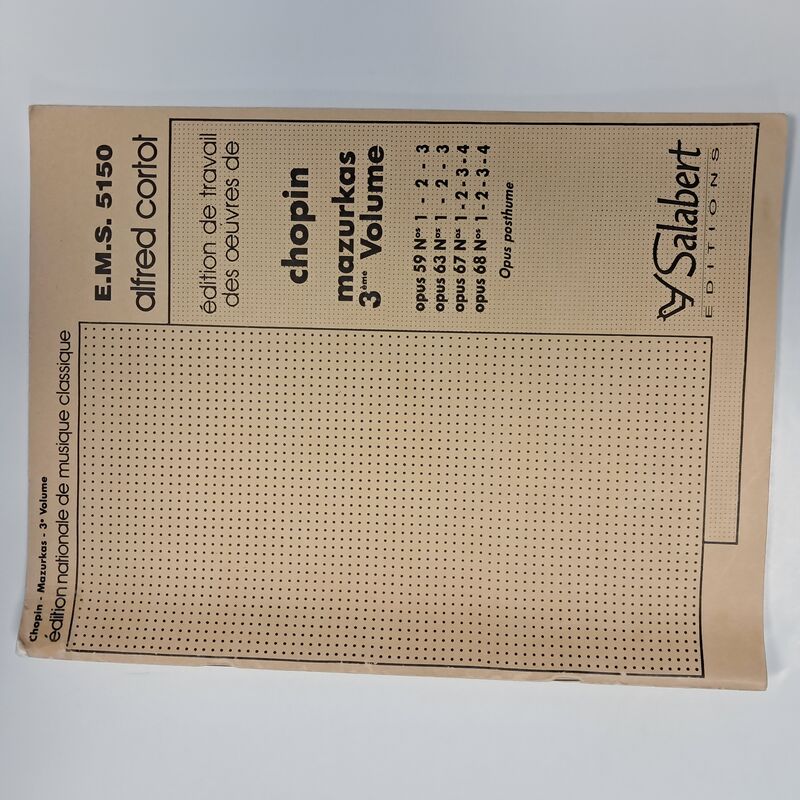 Chopin - Mazurkas - 3e Volume
édition nationale de musique classique
E.M.S. 5150
alfred cortot
édition de travail
des oeuvres de
chopin
mazurkas
3ème Volume
opus 59 Nos 1 - 2 - 3
opus 63 Nos 1 - 2 - 3
opus 67 Nos 1 - 2 - 3 - 4
opus 68 Nos 1 - 2 - 3 - 4
Opus posthume
Salabert
EDITIONS